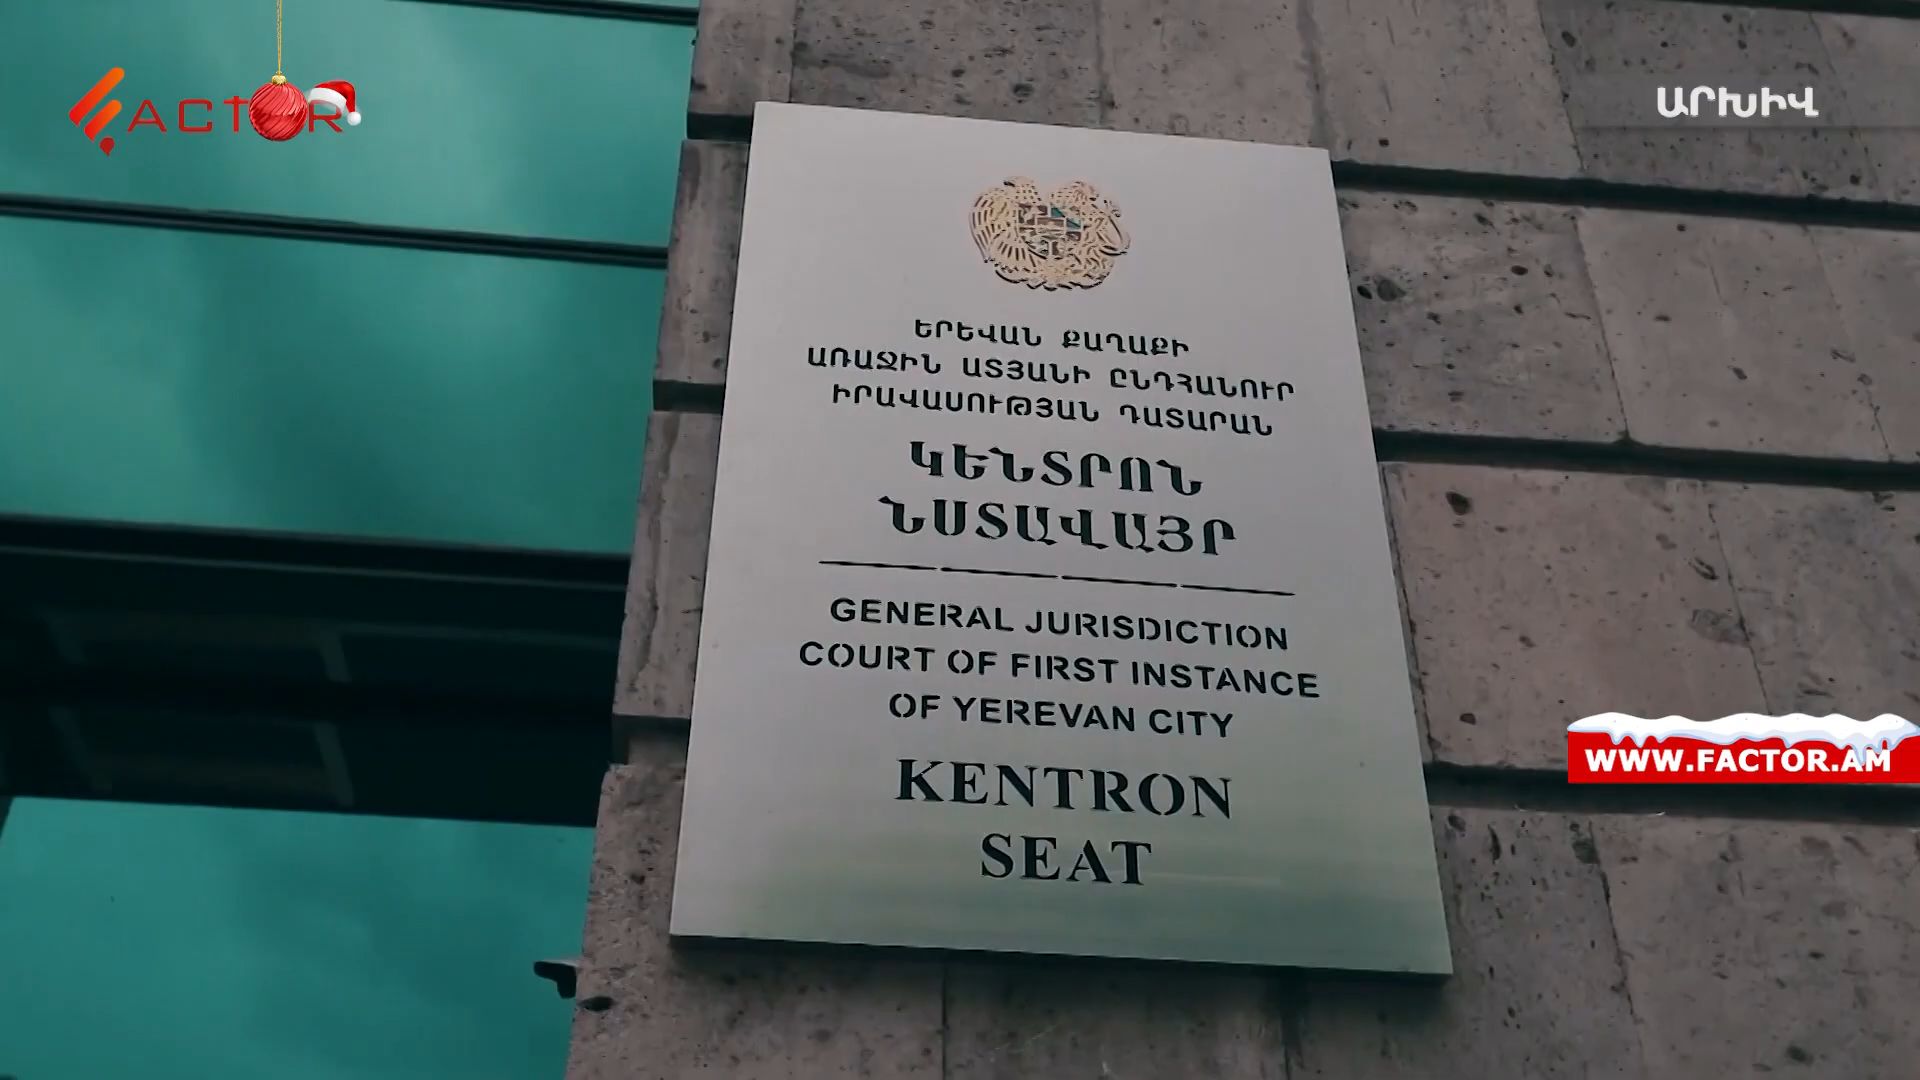 FACTOR
ԱՐԽԻՎ
ԵՐԵՎԱՆ ՔԱՂԱՔԻ
ԱՌԱՋԻՆ ԱՏՅԱՆԻ ԸՆԴՀԱՆՈՒՐ
ԻՐԱՎԱՍՈՒԹՅԱՆ ԴԱՏԱՐԱՆ
ԿԵՆՏՐՈՆ
ՆՍՏԱՎԱՅՐ
GENERAL JURISDICTION
COURT OF FIRST INSTANCE
OF YEREVAN CITY
KENTRON
SEAT
WWW.FACTOR.AM